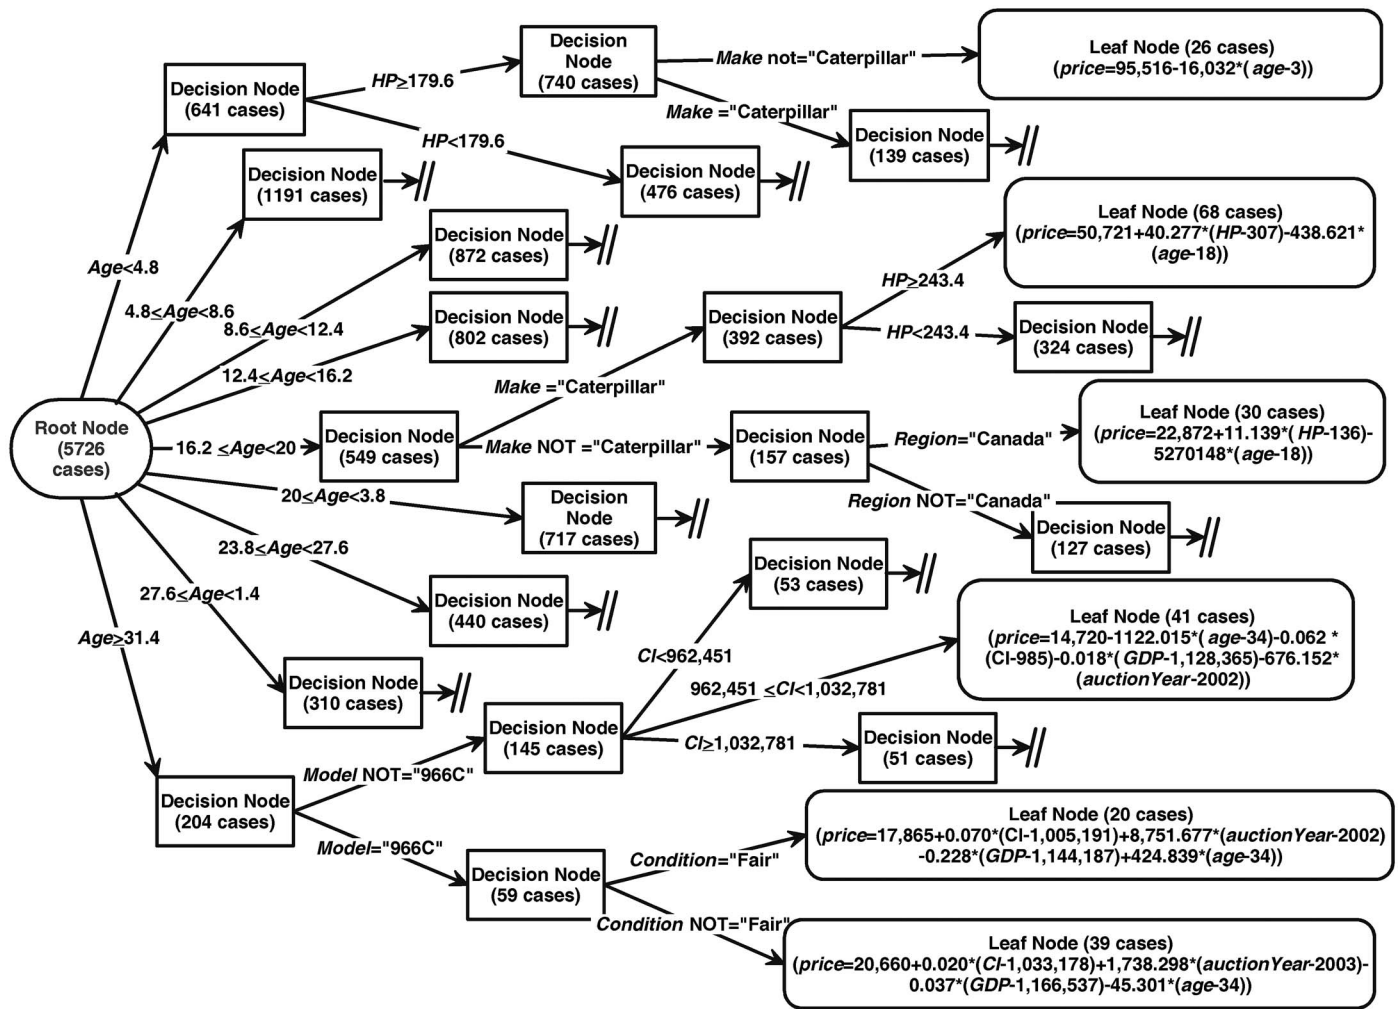 Decision
Node
(740 cases)
Make not="Caterpillar"
Leaf Node (26 cases)
(price=95,516-16,032*(age-3))
Decision Node
(641 cases)
HP≥179.6
Make ="Caterpillar"
Decision Node
(139 cases)
HP<179.6
Decision Node
(1191 cases)
Decision Node
(476 cases)
Age<4.8
4.8≤Age<8.6
Decision Node
(872 cases)
Leaf Node (68 cases)
(price=50,721+40.277*(HP-307)-438.621*
(age-18))
8.6≤Age<12.4
HP≥243.4
Decision Node
(802 cases)
Decision Node
(392 cases)
HP<243.4
Decision Node
(324 cases)
12.4≤Age<16.2
Make ="Caterpillar"
Root Node
(5726
cases)
16.2 ≤Age<20
Decision Node
(549 cases)
Make NOT ="Caterpillar"
Decision Node
(157 cases)
Region="Canada"
Leaf Node (30 cases)
(price=22,872+11.139*(HP-136)-
5270148*(age-18))
20≤Age<3.8
Decision
Node
(717 cases)
Region NOT="Canada"
Decision Node
(127 cases)
23.8≤Age<27.6
Decision Node
(440 cases)
Decision Node
(53 cases)
27.6≤Age<1.4
Age≥31.4
CI<962,451
Leaf Node (41 cases)
(price=14,720-1122.015*(age-34)-0.062 *
(CI-985)-0.018*(GDP-1,128,365)-676.152*
(auctionYear-2002))
Decision Node
(310 cases)
962,451 ≤CI<1,032,781
Decision Node
(145 cases)
CI≥1,032,781
Decision Node
(51 cases)
Model NOT="966C"
Decision Node
(204 cases)
Model="966C"
Decision Node
(59 cases)
Condition="Fair"
Leaf Node (20 cases)
(price=17,865+0.070*(CI-1,005,191)+8,751.677*(auctionYear-2002)
-0.228*(GDP-1,144,187)+424.839*(age-34))
Condition NOT="Fair"
Leaf Node (39 cases)
(price=20,660+0.020*(CI-1,033,178)+1,738.298*(auctionYear-2003)-
0.037*(GDP-1,166,537)-45.301*(age-34))